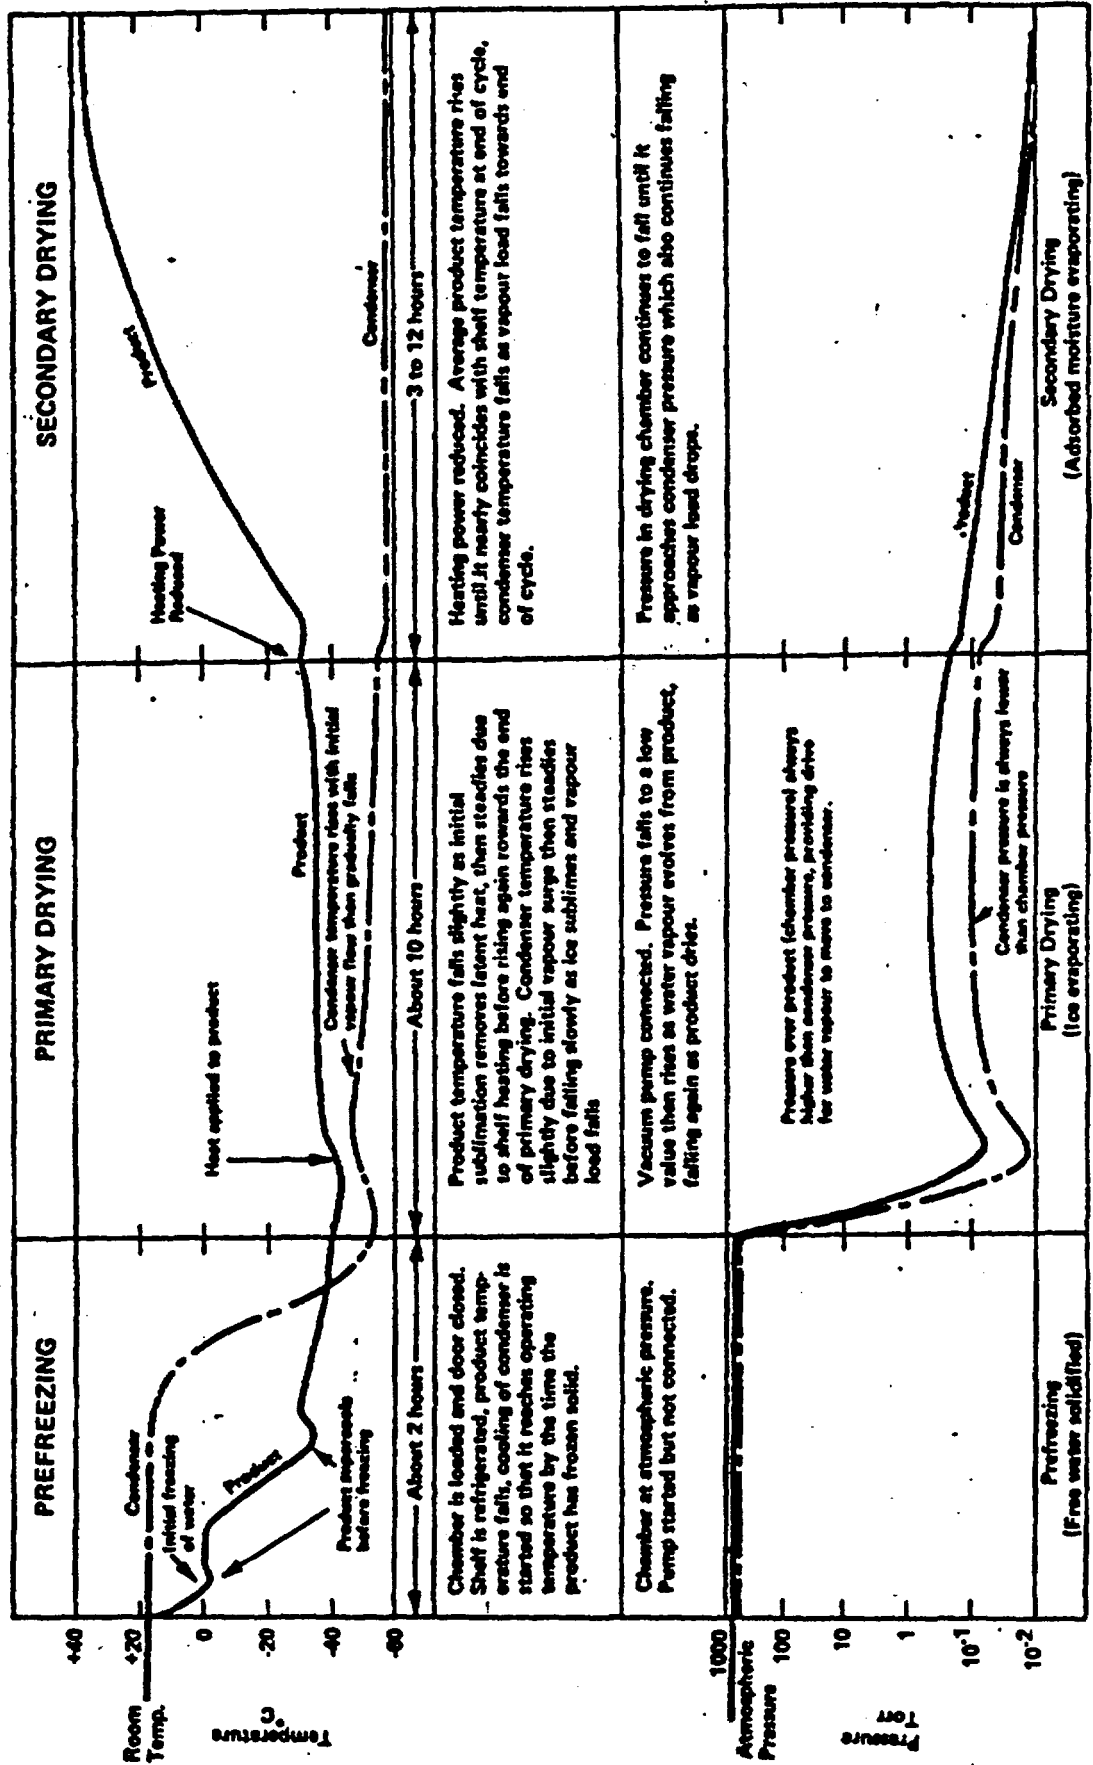 PREFREEZING
PRIMARY DRYING
SECONDARY DRYING
+40
+20
0
-20
-40
-60
Room
Temp.
Temperature
°C
Condenser
Initial freezing
of water
Product
Product supercools
before freezing
Heat applied to product
Condenser temperature rises with initial
vapour flow then gradually falls
Product
Heating Power
Reduced
Product
Condenser
About 2 hours
About 10 hours
3 to 12 hours
Chamber is loaded and door closed.
Shelf is refrigerated, product temp-
erature falls, cooling of condenser is
started so that it reaches operating
temperature by the time the
product has frozen solid.
Product temperature falls slightly as initial
sublimation removes latent heat, then steadies due
to shelf heating before rising again rowards the end
of primary drying. Condenser temperature rises
slightly due to initial vapour surge then steadies
before falling slowly as ice sublimes and vapour
load falls
Heating power reduced. Average product temperature rises
until it nearly coincides with shelf temperature at end of cycle,
condenser temperature falls as vapour load falls towards end
of cycle.
Chamber at atmospheric pressure.
Pump started but not connected.
Vacuum pump connected. Pressure falls to a low
value then rises as water vapour evolves from product,
falling again as product dries.
Pressure in drying chamber continues to fall until it
approaches condenser pressure which also continues falling
as vapour load drops.
1000
Atmospheric
Pressure
100
10
1
10-1
10-2
Pressure
Torr
Pressure over product (chamber pressure) always
higher than condenser pressure, providing drive
for water vapour to move to condenser.
Condenser pressure is always lower
than chamber pressure
Product
Condenser
Prefreezing
(Free water solidified)
Primary Drying
(Ice evaporating)
Secondary Drying
(Adsorbed moisture evaporating)